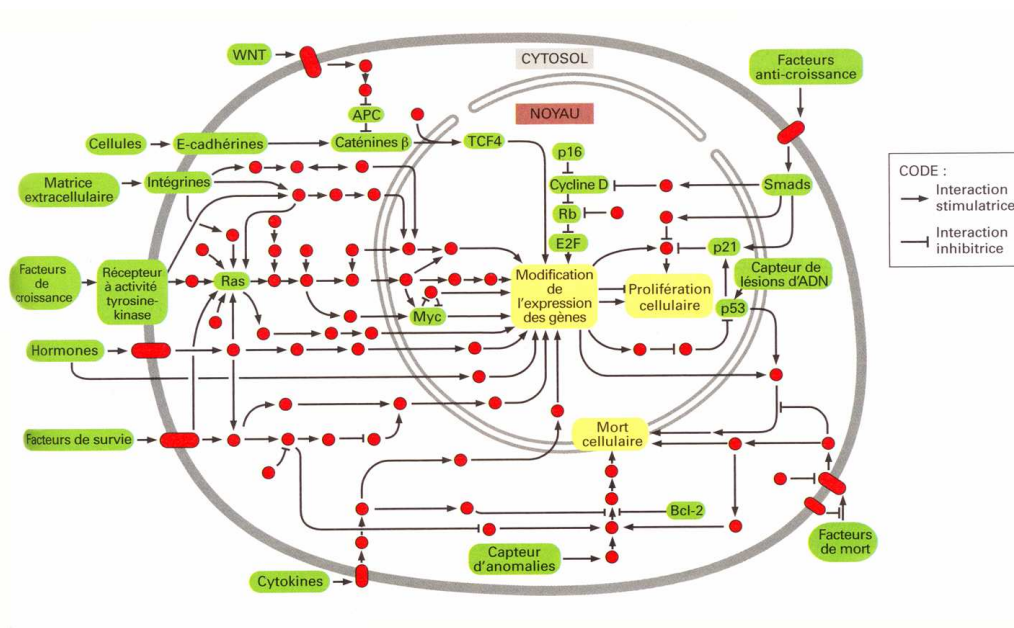 WNT
CYTOSOL
Facteurs
anti-croissance
NOYAU
APC
Cellules
E-cadhérines
Caténines β
TCF4
p16
CODE :
Interaction
stimulatrice
Interaction
inhibitrice
Matrice
extracellulaire
Intégrines
Cycline D
Smads
Rb
E2F
p21
Facteurs
de
croissance
Récepteur
à activité
tyrosine-
kinase
Ras
Modification
de
l'expression
des gènes
Capteur de
lésions d'ADN
Prolifération
cellulaire
p53
Myc
Hormones
Facteurs de survie
Mort
cellulaire
Bcl-2
Facteurs
de mort
Capteur
d'anomalies
Cytokines